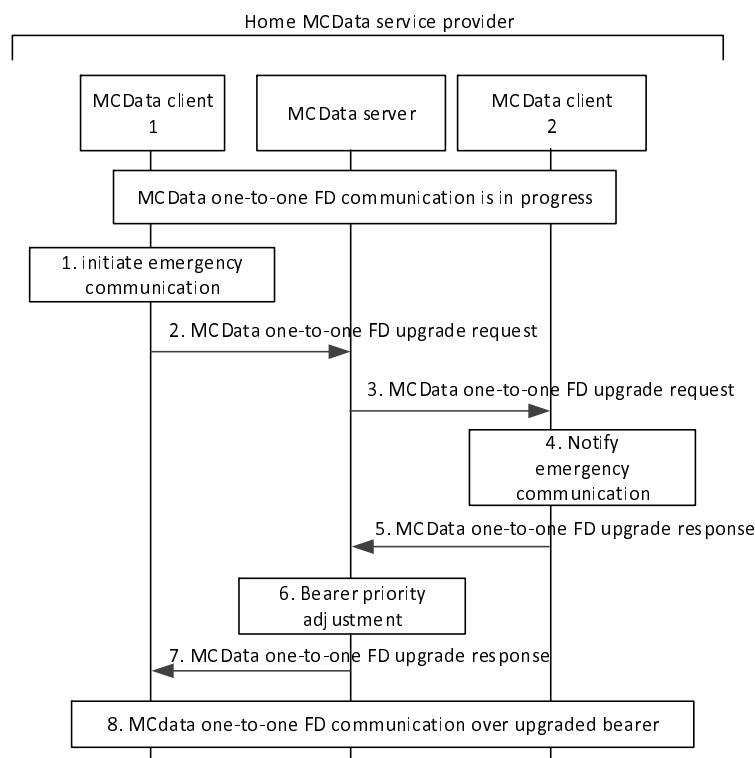 Home MCData service provider
MCData client
1
MCData server
MCData client
2
MCData one-to-one FD communication is in progress
1. initiate emergency
communication
2. MCData one-to-one FD upgrade request
3. MCData one-to-one FD upgrade request
4. Notify
emergency
communication
5. MCData one-to-one FD upgrade response
6. Bearer priority
adjustment
7. MCData one-to-one FD upgrade response
8. MCdata one-to-one FD communication over upgraded bearer